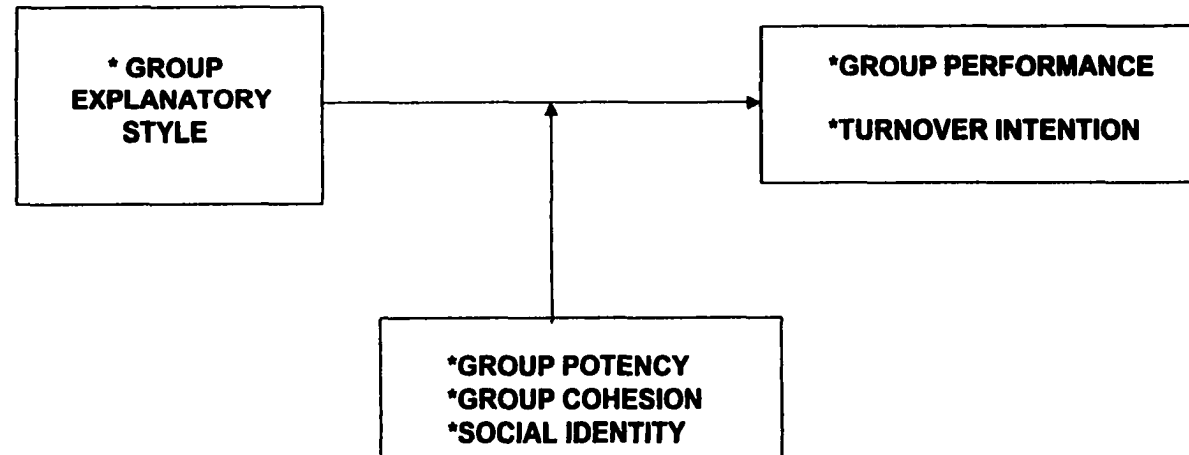 * GROUP
EXPLANATORY
STYLE
*GROUP PERFORMANCE
*TURNOVER INTENTION
*GROUP POTENCY
*GROUP COHESION
*SOCIAL IDENTITY